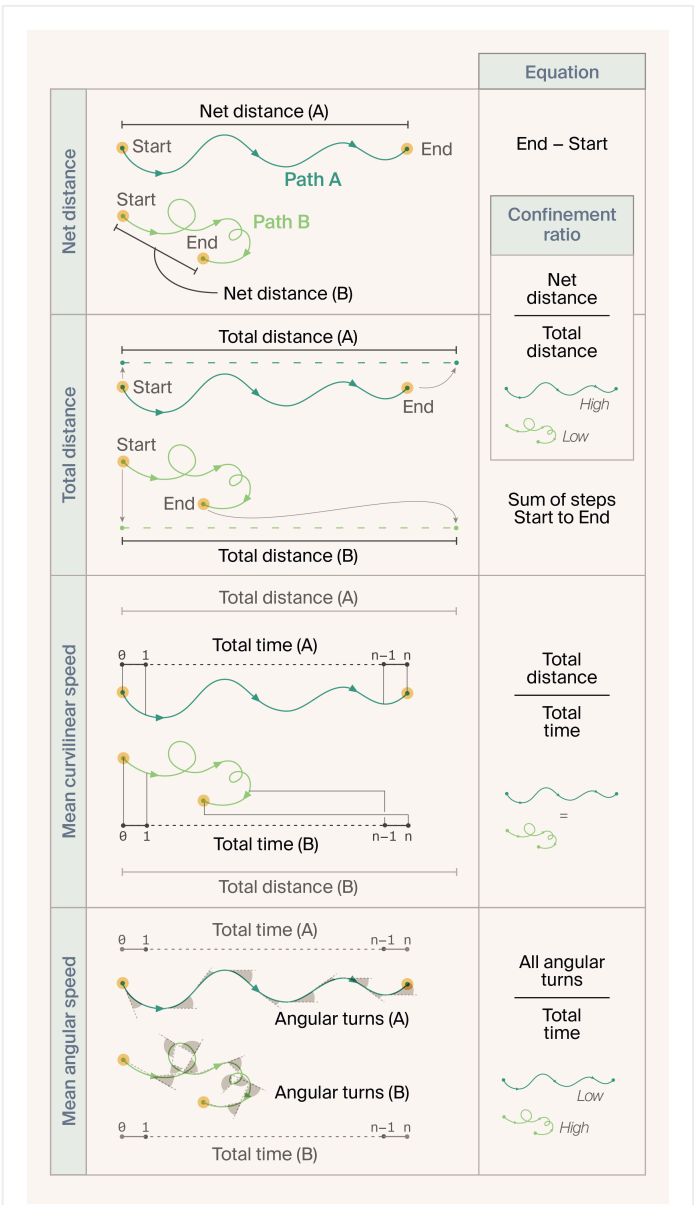 Equation
Net distance
Net distance (A)
Start
End
Path A
Start
Path B
End
Net distance (B)
End – Start
Confinement
ratio
Net
distance
Total
distance
High
Low
Total distance
Total distance (A)
Start
End
Start
End
Total distance (B)
Sum of steps
Start to End
Mean curvilinear speed
Total distance (A)
Total time (A)
0 1 n–1 n
0 1 n–1 n
Total time (B)
Total distance (B)
Total
distance
Total
time
=
Mean angular speed
Total time (A)
0 1 n–1 n
Angular turns (A)
Angular turns (B)
0 1 n–1 n
Total time (B)
All angular
turns
Total
time
Low
High